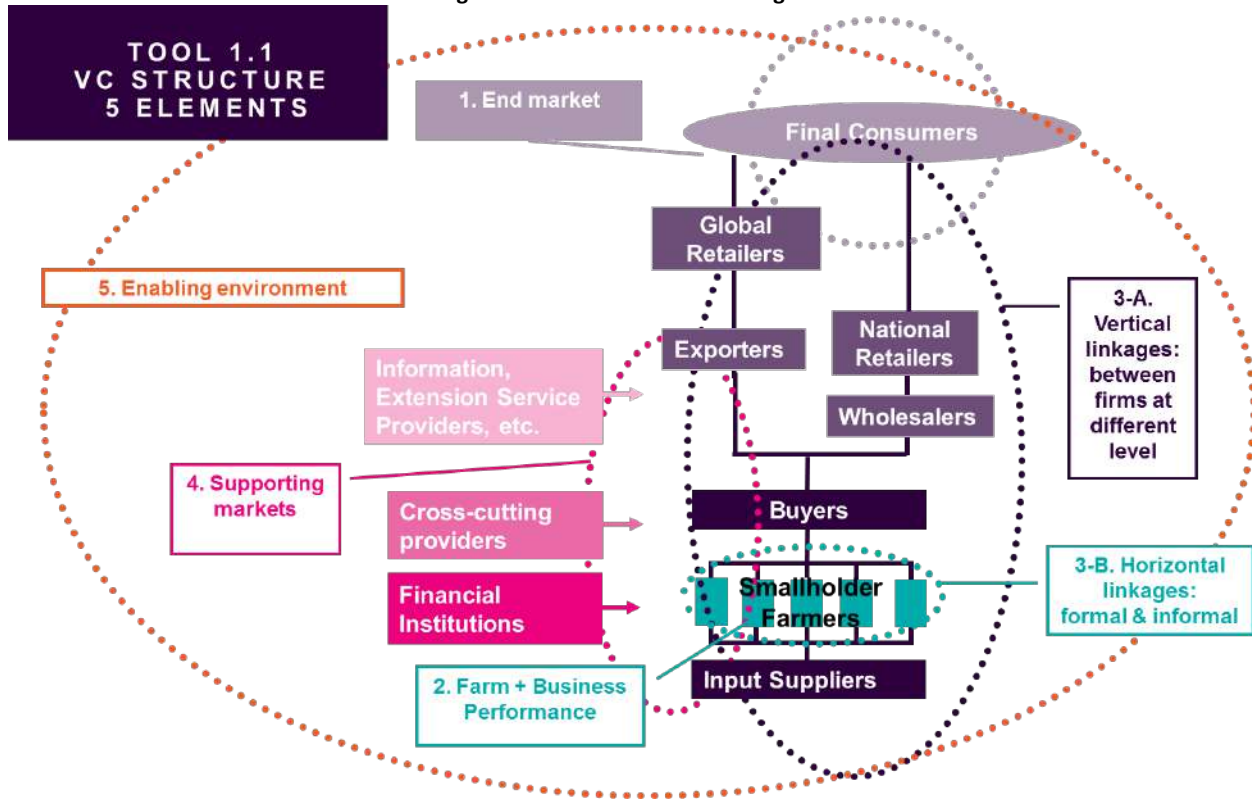 TOOL 1.1
VC STRUCTURE
5 ELEMENTS
1. End market
Final Consumers
Global
Retailers
5. Enabling environment
3-A.
Vertical
linkages:
between
firms at
different
level
National
Retailers
Exporters
Information,
Extension Service
Providers, etc.
Wholesalers
4. Supporting
markets
Buyers
Cross-cutting
providers
3-B. Horizontal
linkages:
formal & informal
Smallholder
Farmers
Financial
Institutions
2. Farm + Business
Performance
Input Suppliers